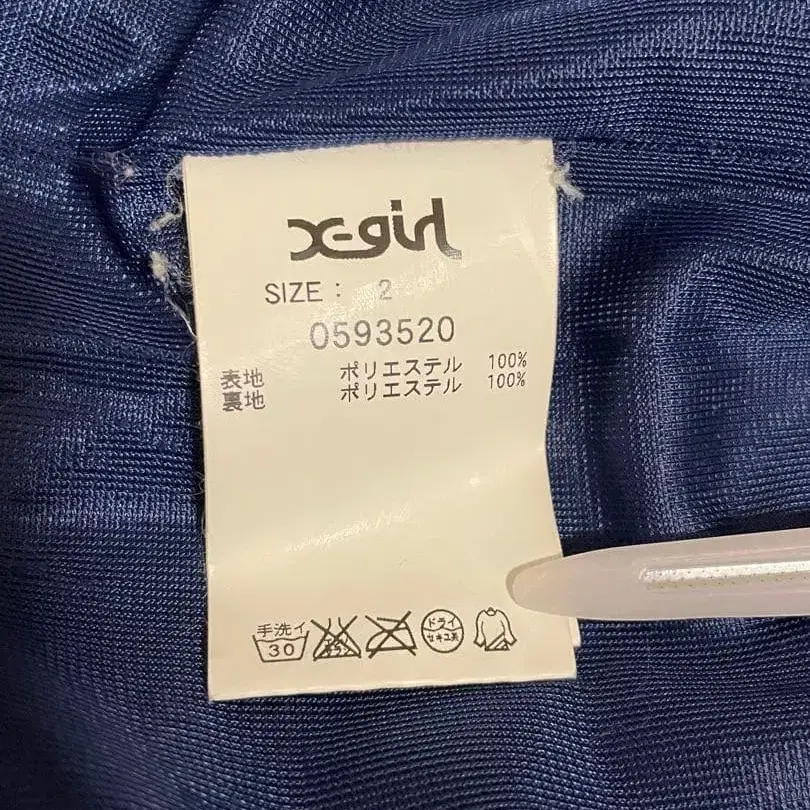 X-girl
SIZE : 2
0593520
表地 ポリエステル 100%
裏地 ポリエステル 100%
手洗イ
30
ドライ
セキユ系